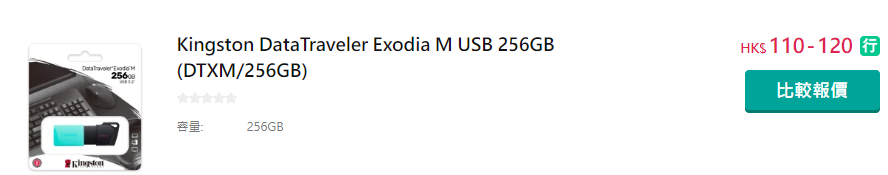 Kingston DataTraveler Exodia M USB 256GB
(DTXM/256GB)
容量: 256GB
HK$ 110 - 120 行
比較報價
DataTraveler Exodia M
256GB
Kingston